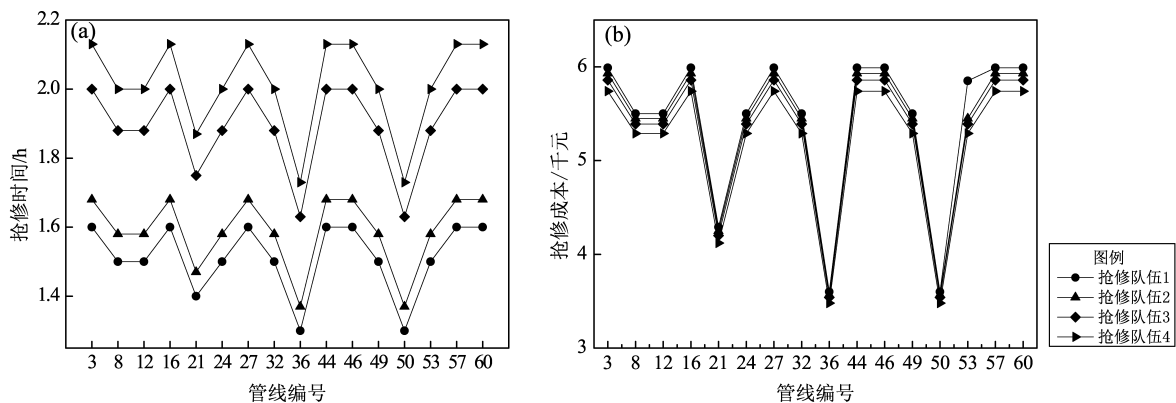 (a)
2.2
2.0
1.8
1.6
1.4
抢修时间/h
3 8 12 16 21 24 27 32 36 44 46 49 50 53 57 60
管线编号
(b)
6
5
4
3
抢修成本/千元
3 8 12 16 21 24 27 32 36 44 46 49 50 53 57 60
管线编号
图例
抢修队伍1
抢修队伍2
抢修队伍3
抢修队伍4